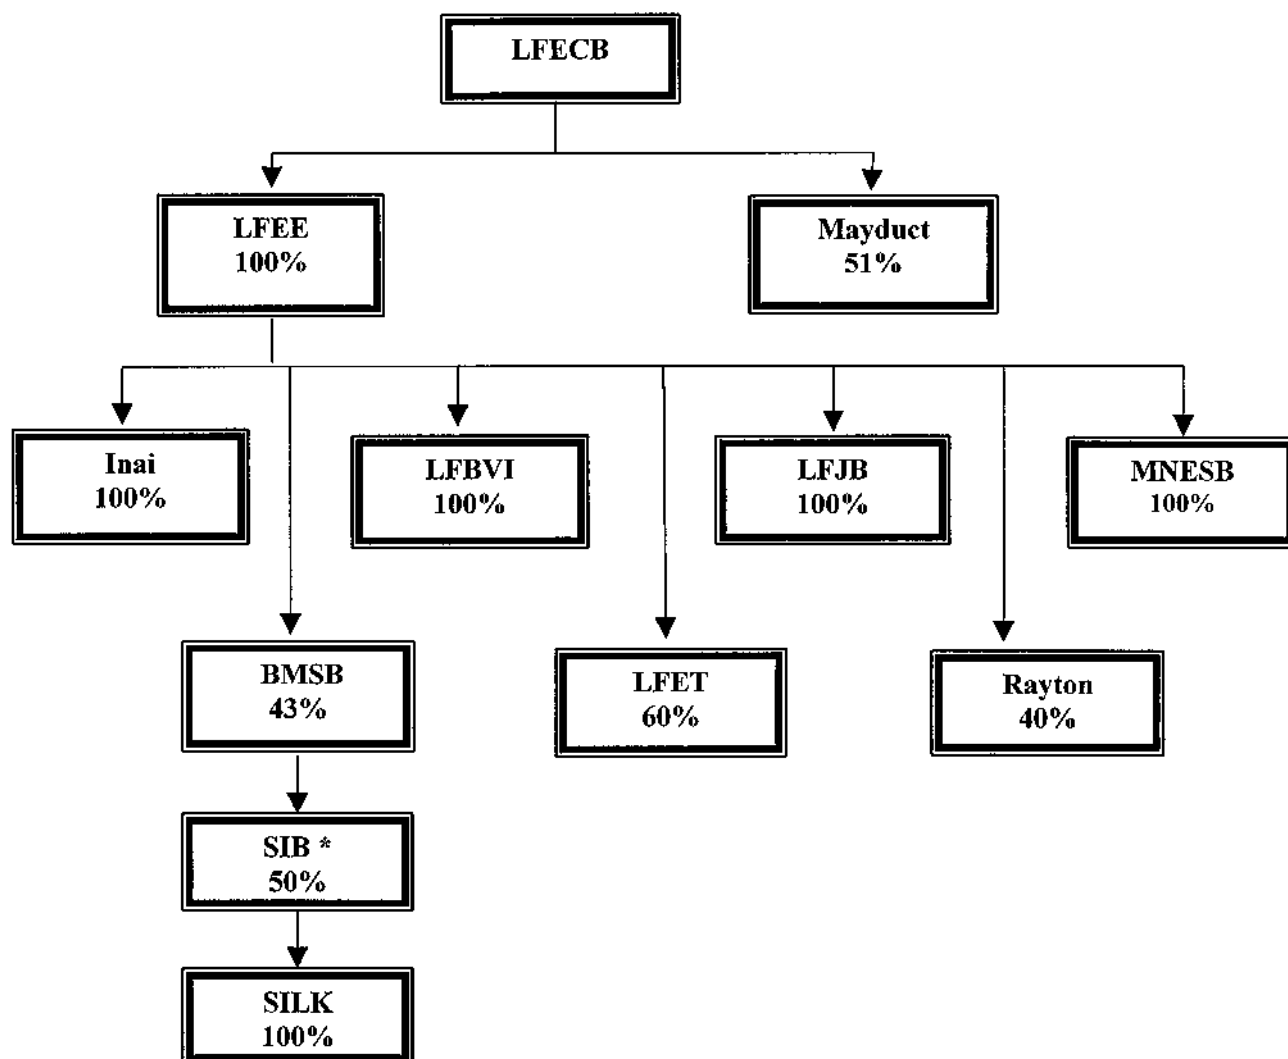 LFECB
LFEE
100%
Mayduct
51%
Inai
100%
LFBVI
100%
LFJB
100%
MNESB
100%
BMSB
43%
LFET
60%
Rayton
40%
SIB *
50%
SILK
100%